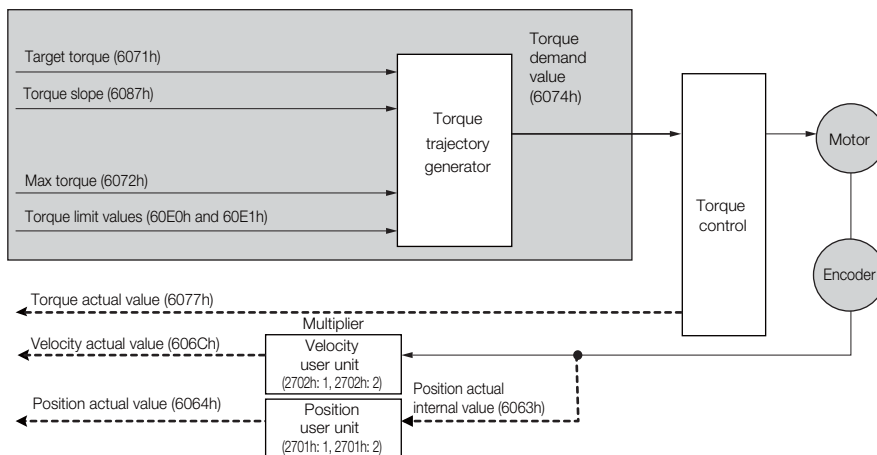 Target torque (6071h)
Torque slope (6087h)
Max torque (6072h)
Torque limit values (60E0h and 60E1h)
Torque
trajectory
generator
Torque
demand
value
(6074h)
Torque
control
Motor
Encoder
Torque actual value (6077h)
Multiplier
Velocity actual value (606Ch)
Velocity
user unit
(2702h: 1, 2702h: 2)
Position actual
internal value (6063h)
Position actual value (6064h)
Position
user unit
(2701h: 1, 2701h: 2)